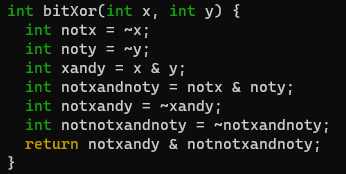 int bitXor(int x, int y) {
  int notx = ~x;
  int noty = ~y;
  int xandy = x & y;
  int notxandnoty = notx & noty;
  int notxandy = ~xandy;
  int notnotxandnoty = ~notxandnoty;
  return notxandy & notnotxandnoty;
}